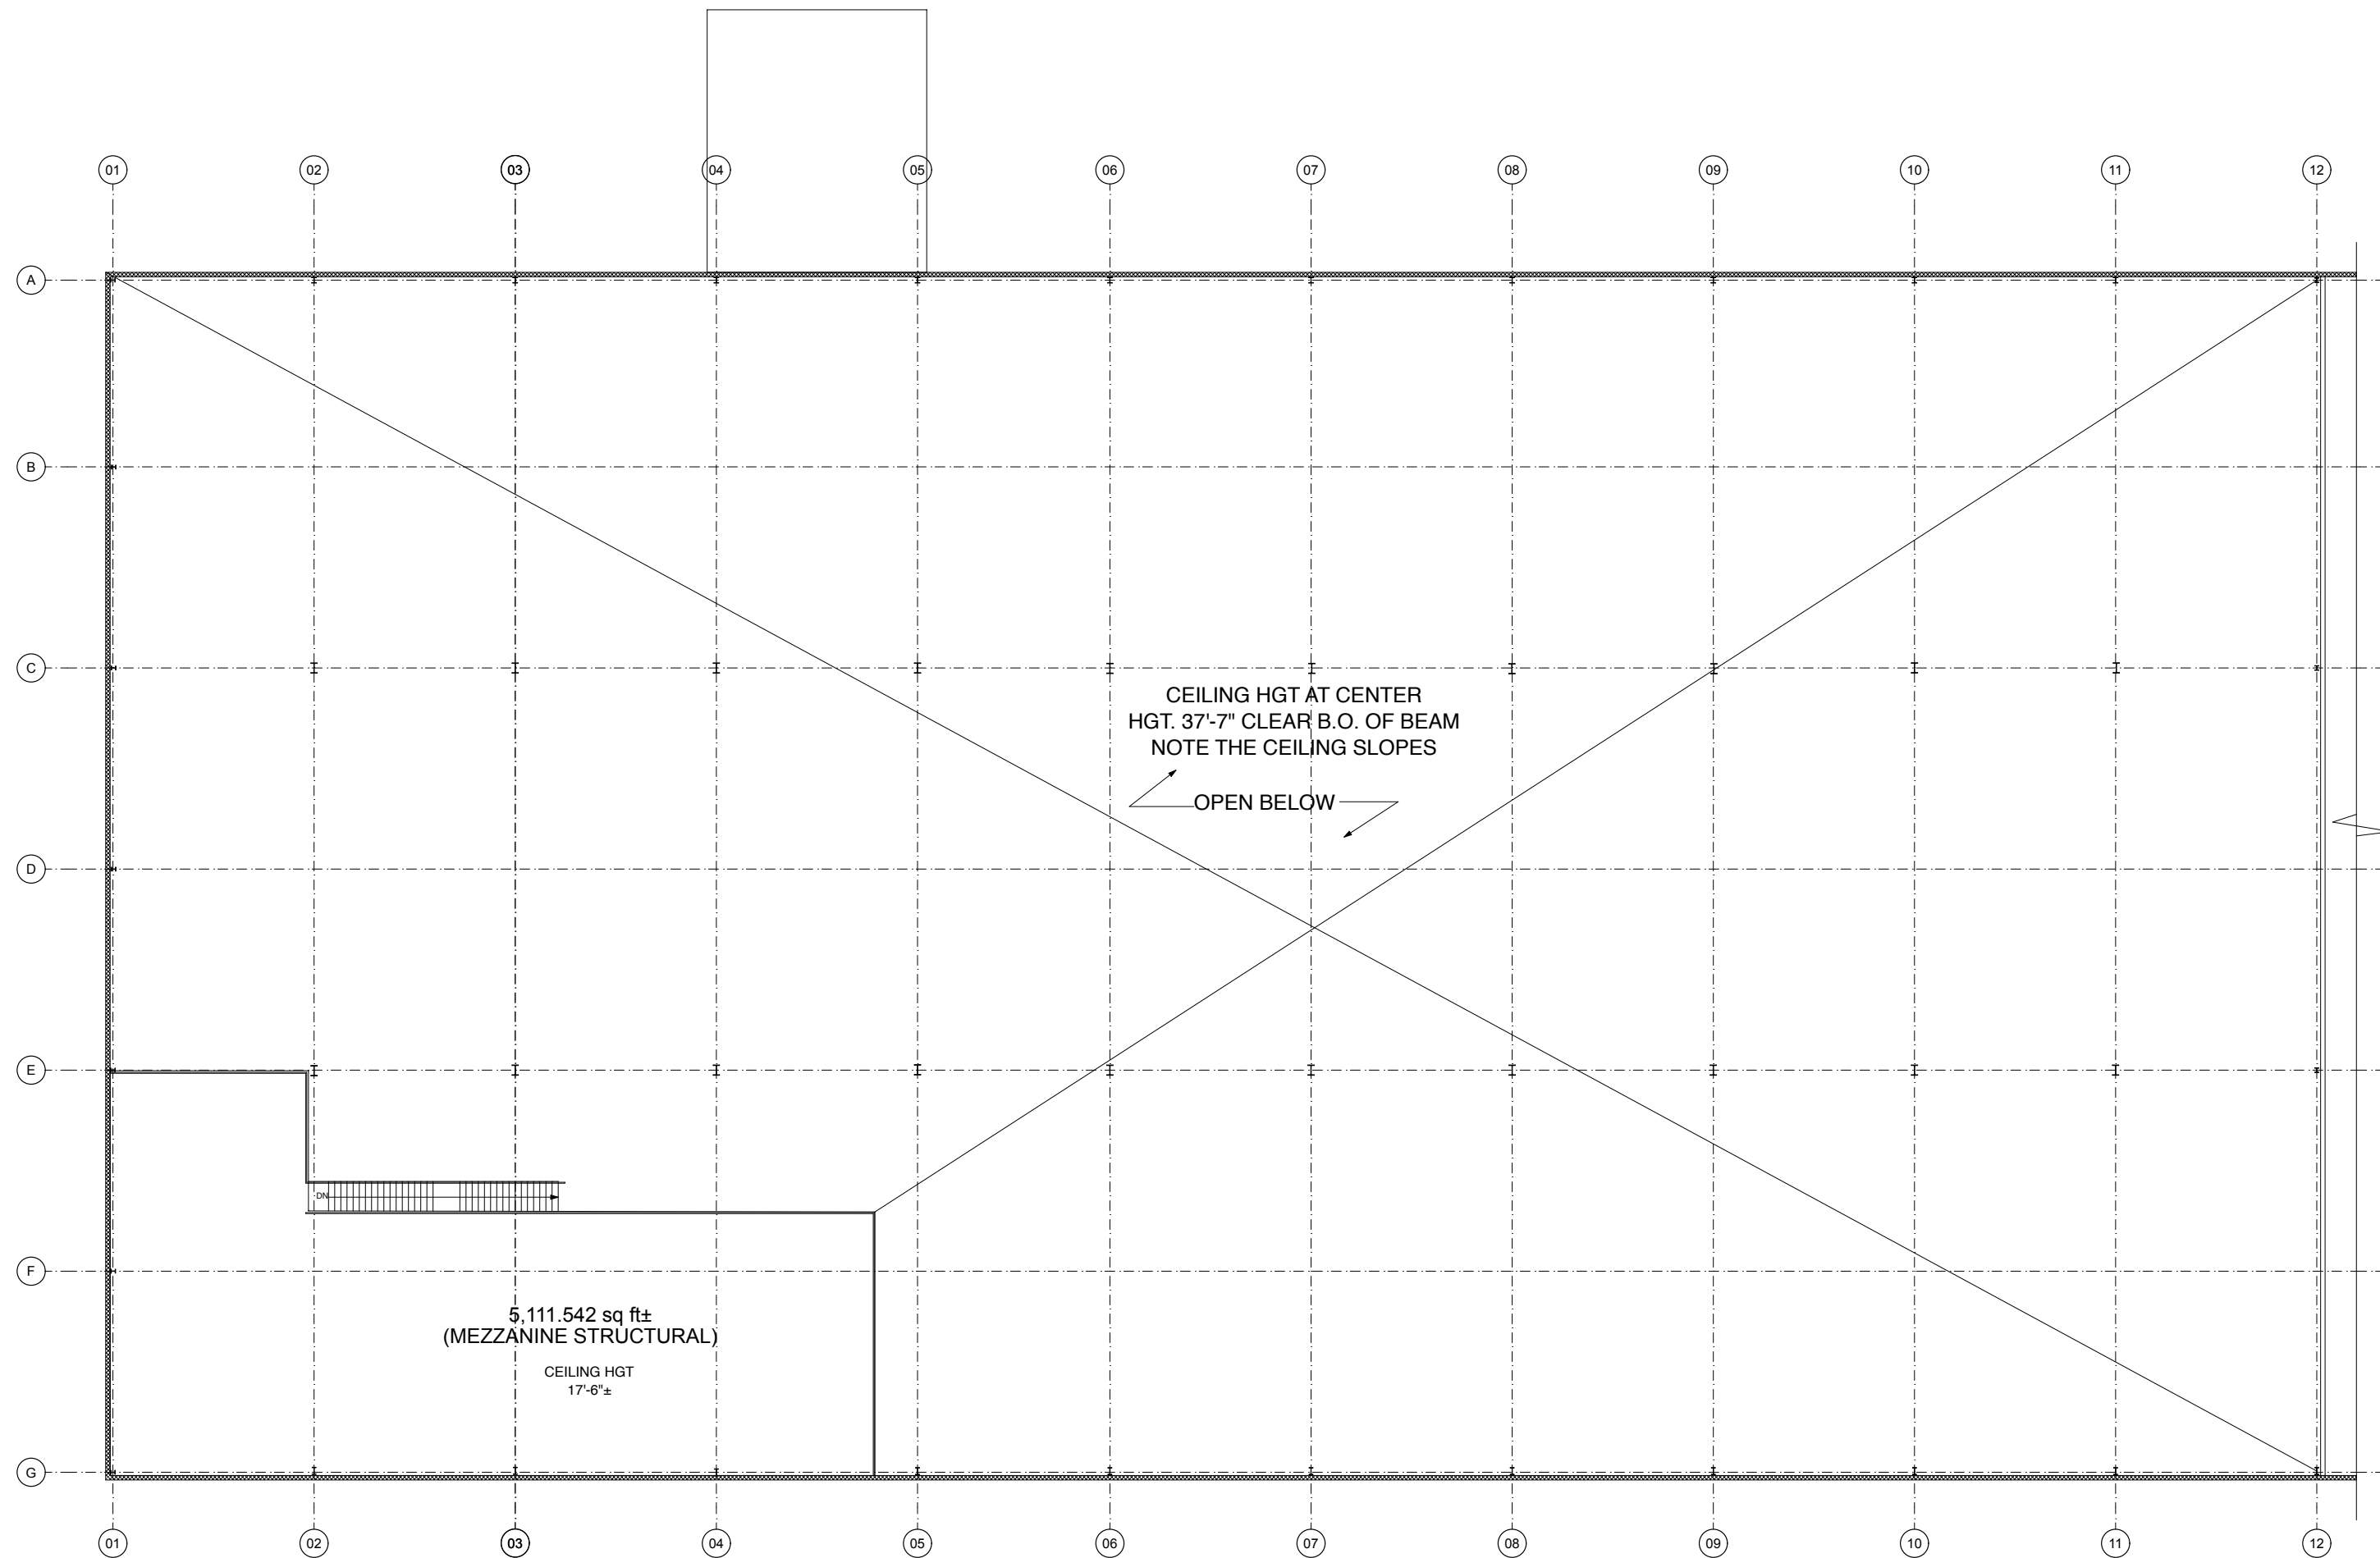 01 02 03 04 05 06 07 08 09 10 11 12
A
B
C
CEILING HGT AT CENTER
HGT. 37'-7" CLEAR B.O. OF BEAM
NOTE THE CEILING SLOPES
OPEN BELOW
D
E
DN
F
5,111.542 sq ft±
(MEZZANINE STRUCTURAL)
CEILING HGT
17'-6"±
G
01 02 03 04 05 06 07 08 09 10 11 12